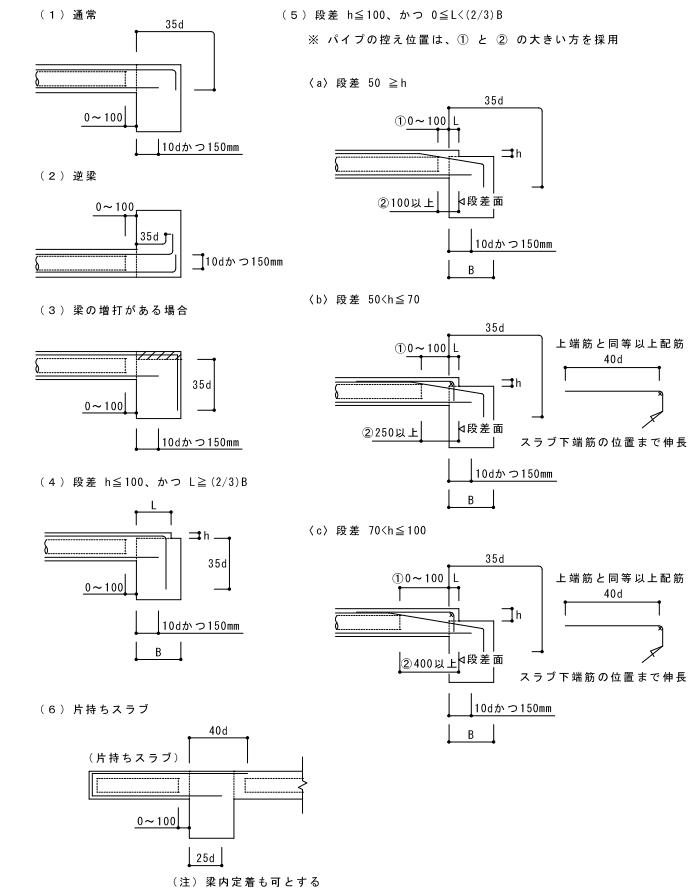 (1) 通常
35d
0～100
10dかつ150mm
(2) 逆梁
0～100
35d
10dかつ150mm
(3) 梁の増打がある場合
35d
0～100
10dかつ150mm
(4) 段差 h≦100、かつ L≧(2/3)B
L
h
35d
0～100
10dかつ150mm
B
(6) 片持ちスラブ
40d
(片持ちスラブ)
0～100
25d
(注) 梁内定着も可とする
(5) 段差 h≦100、かつ 0≦L<(2/3)B
※ パイプの控え位置は、① と ② の大きい方を採用
(a) 段差 50 ≧h
35d
①0～100 L
h
②100以上 ◁段差面
10dかつ150mm
B
(b) 段差 50<h≦70
35d
①0～100 L
h
②250以上 ◁段差面
10dかつ150mm
B
上端筋と同等以上配筋
40d
スラブ下端筋の位置まで伸長
(c) 段差 70<h≦100
35d
①0～100 L
h
②400以上 ◁段差面
10dかつ150mm
B
上端筋と同等以上配筋
40d
スラブ下端筋の位置まで伸長